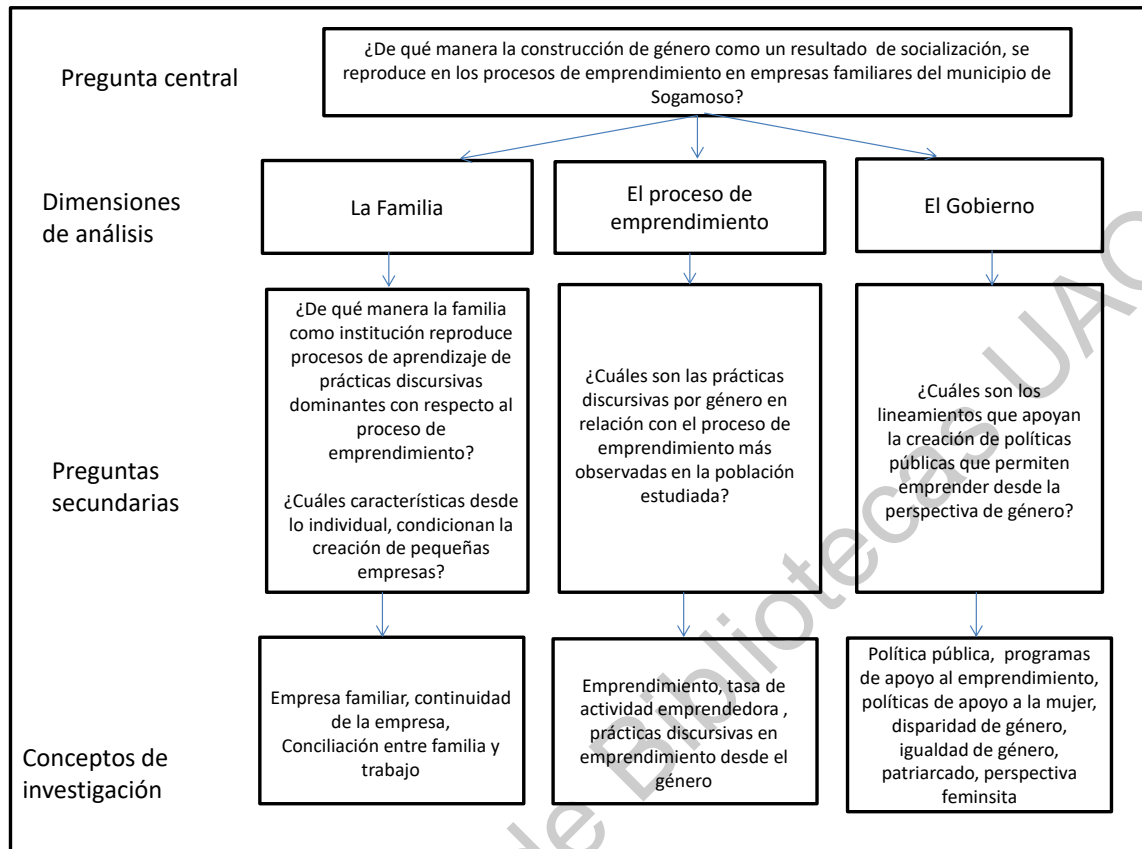 Pregunta central
¿De qué manera la construcción de género como un resultado de socialización, se
reproduce en los procesos de emprendimiento en empresas familiares del municipio de
Sogamoso?
Dimensiones
de análisis
La Familia
El proceso de
emprendimiento
El Gobierno
Preguntas
secundarias
¿De qué manera la familia
como institución reproduce
procesos de aprendizaje de
prácticas discursivas
dominantes con respecto al
proceso de
emprendimiento?
¿Cuáles características desde
lo individual, condicionan la
creación de pequeñas
empresas?
¿Cuáles son las prácticas
discursivas por género en
relación con el proceso de
emprendimiento más
observadas en la población
estudiada?
¿Cuáles son los
lineamientos que apoyan
la creación de políticas
públicas que permiten
emprender desde la
perspectiva de género?
Conceptos de
investigación
Empresa familiar, continuidad
de la empresa,
Conciliación entre familia y
trabajo
Emprendimiento, tasa de
actividad emprendedora ,
prácticas discursivas en
emprendimiento desde el
género
Política pública, programas
de apoyo al emprendimiento,
políticas de apoyo a la mujer,
disparidad de género,
igualdad de género,
patriarcado, perspectiva
feminsita
de Bibliotecas UAQ